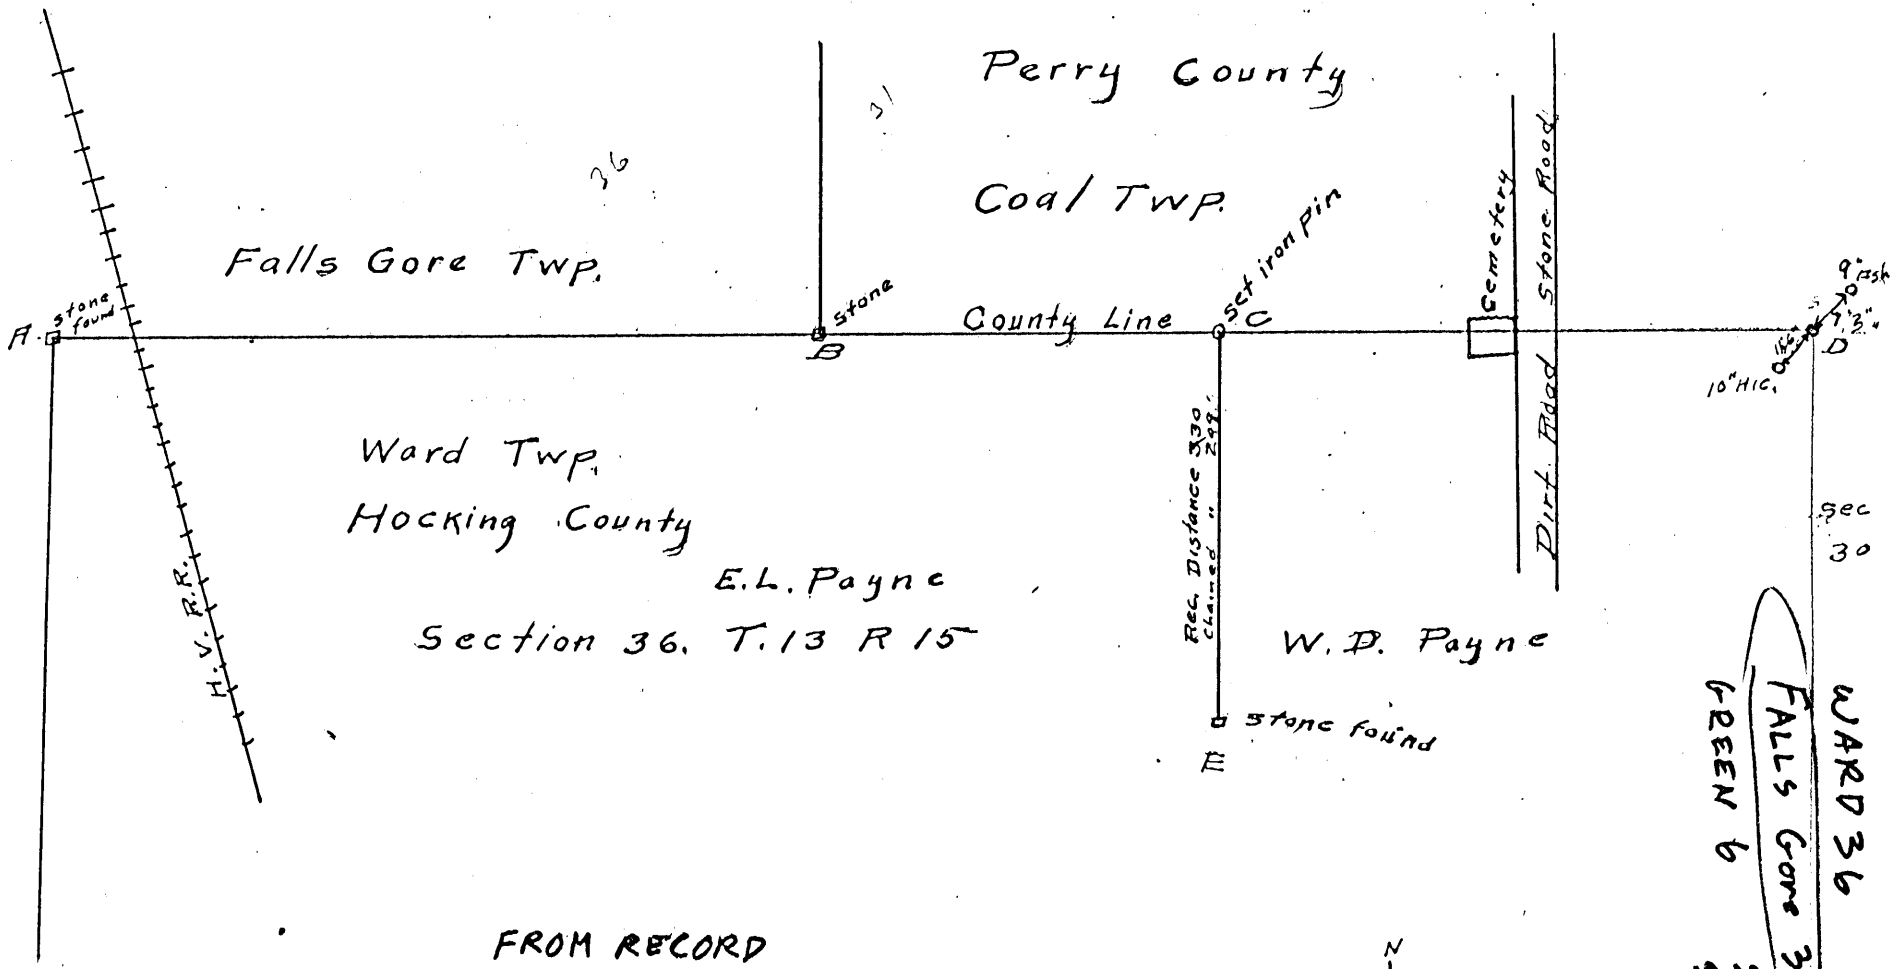 Perry County
31
36
Coal Twp.
Falls Gore Twp.
Cemetery
Stone Road
Dirt Road
set iron pin
9" Ash
stone found
A
stone
B
County Line
C
7'3"
D
10" HIC.
Ward Twp.
Hocking County
E.L. Payne
Section 36. T.13 R 15
H.V. R.R.
Rec. Distance 330
chained " 299.
W.D. Payne
stone found
E
Sec
30
WARD 36
FALLS GORE 3
GREEN 6
FROM RECORD
N